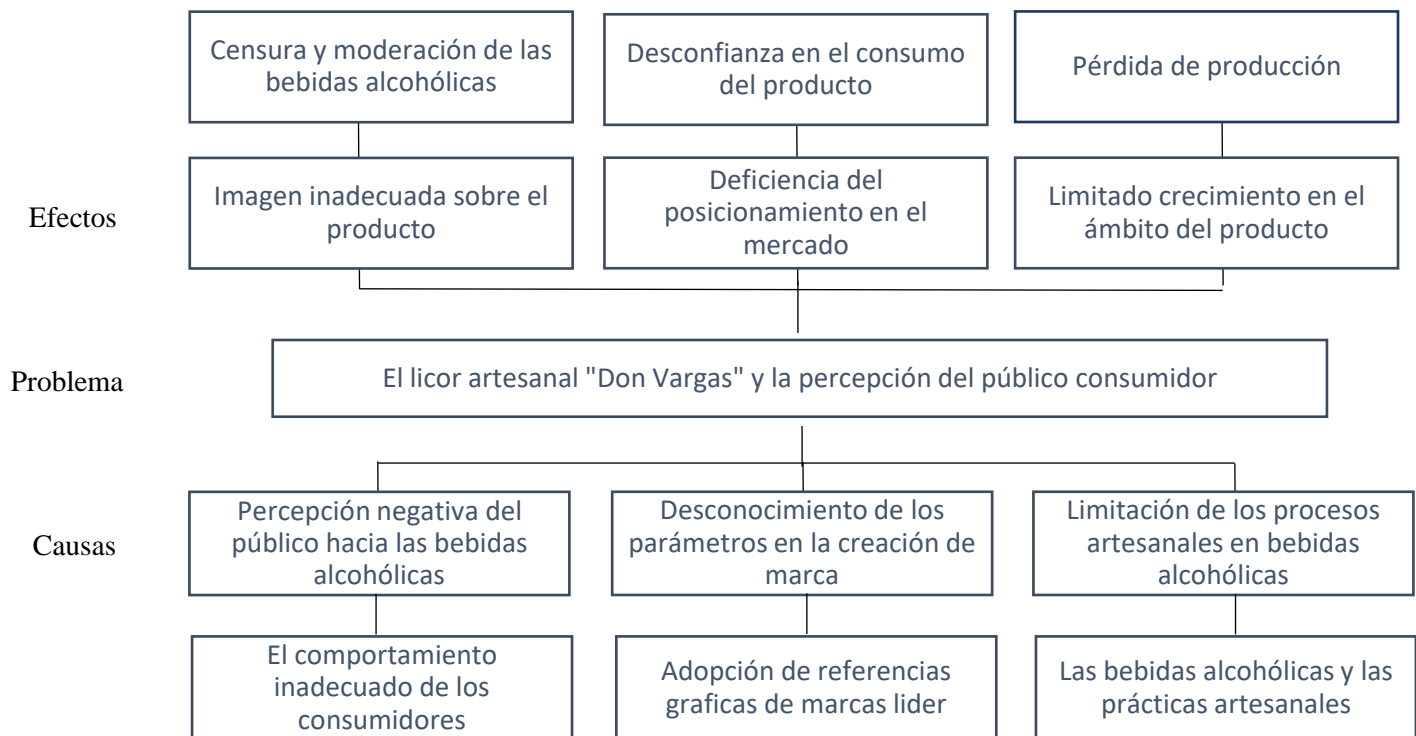 Censura y moderación de las
bebidas alcohólicas
Desconfianza en el consumo
del producto
Pérdida de producción
Efectos
Imagen inadecuada sobre el
producto
Deficiencia del
posicionamiento en el
mercado
Limitado crecimiento en el
ámbito del producto
Problema
El licor artesanal "Don Vargas" y la percepción del público consumidor
Causas
Percepción negativa del
público hacia las bebidas
alcohólicas
Desconocimiento de los
parámetros en la creación de
marca
Limitación de los procesos
artesanales en bebidas
alcohólicas
El comportamiento
inadecuado de los
consumidores
Adopción de referencias
graficas de marcas lider
Las bebidas alcohólicas y las
prácticas artesanales